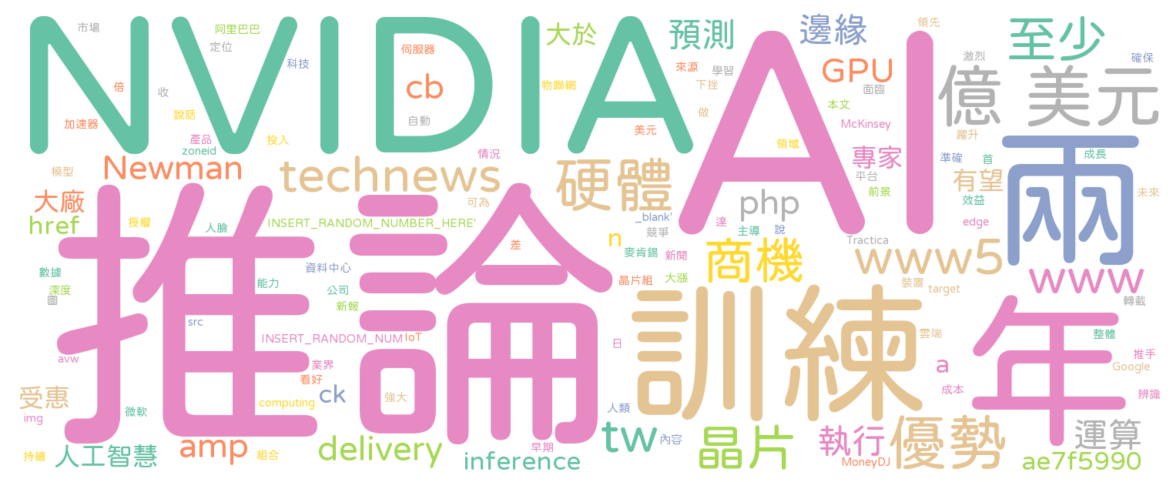 NVIDIA
AI
推論
訓練
兩
年
市場
阿里巴巴
定位
科技
倍
收
加速器
說話
投入
產品
zoneid
模型
伺服器
cb
自動
大於
預測
邊緣
領先
至少
物聯網
來源
學習
下挫
做
美元
GPU
面臨
本文
McKinsey
領域
億 美元
激烈
確保
躍升
準確
首
成長
Newman
technews
情況
可為
硬體
專家
平台
前景
有望
效益
未來
edge
大廠
href
授權
人臉
INSERT_RANDOM_NUMBER_HERE'
_blank'
競爭
n
麥肯錫
新聞
差
php
達
主導
說
Tractica
商機
www5
www
數據
深度
圖
資料中心
能力
公司
新報
晶片組
大漲
裝置
target
轉載
src
INSERT_RANDOM_NUM
IoT
日
雲端
整體
avw
業界
看好
a
推手
Google
受惠
微軟
computing
ck
強大
人類
成本
辨識
img
持續
人工智慧
amp
組合
delivery
inference
早期
tw
內容
晶片
執行
MoneyDJ
優勢
運算
ae7f5990